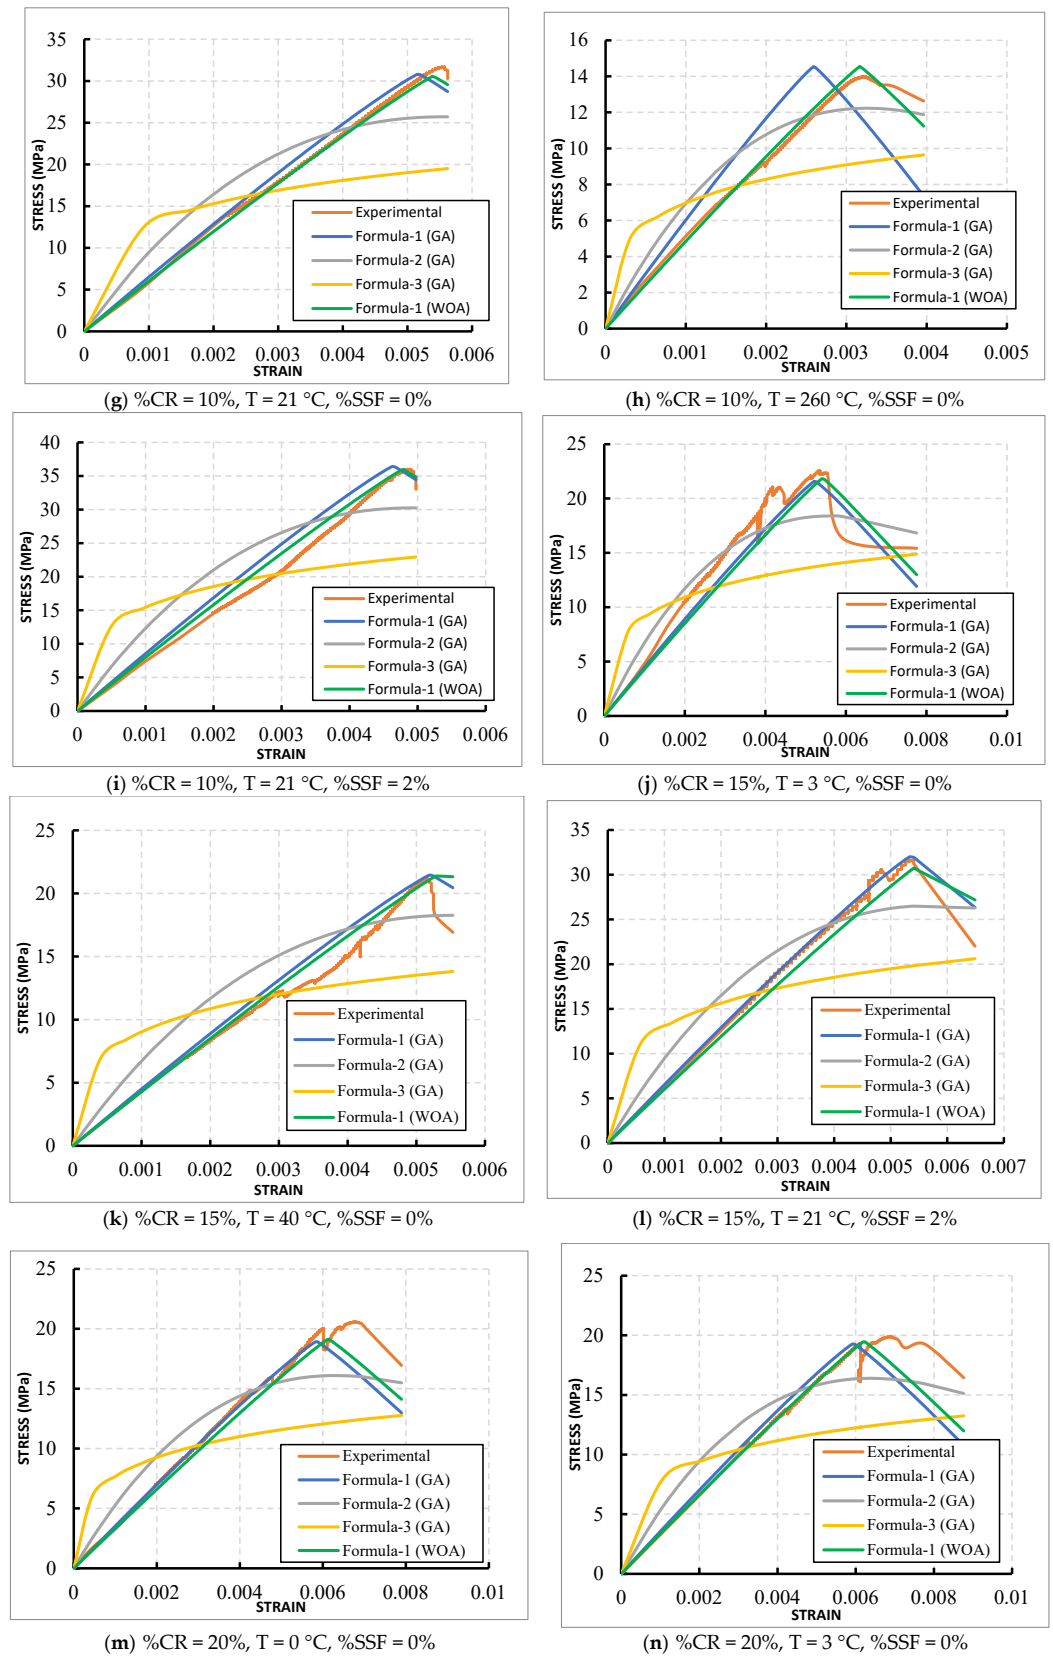 35
30
25
20
15
10
5
0
STRESS (MPa)
Experimental
Formula-1 (GA)
Formula-2 (GA)
Formula-3 (GA)
Formula-1 (WOA)
0 0.001 0.002 0.003 0.004 0.005 0.006
STRAIN
(g) %CR = 10%, T = 21 °C, %SSF = 0%
16
14
12
10
8
6
4
2
0
STRESS (MPa)
Experimental
Formula-1 (GA)
Formula-2 (GA)
Formula-3 (GA)
Formula-1 (WOA)
0 0.001 0.002 0.003 0.004 0.005
STRAIN
(h) %CR = 10%, T = 260 °C, %SSF = 0%
40
35
30
25
20
15
10
5
0
STRESS (MPa)
Experimental
Formula-1 (GA)
Formula-2 (GA)
Formula-3 (GA)
Formula-1 (WOA)
0 0.001 0.002 0.003 0.004 0.005 0.006
STRAIN
(i) %CR = 10%, T = 21 °C, %SSF = 2%
25
20
15
10
5
0
STRESS (MPa)
Experimental
Formula-1 (GA)
Formula-2 (GA)
Formula-3 (GA)
Formula-1 (WOA)
0 0.002 0.004 0.006 0.008 0.01
STRAIN
(j) %CR = 15%, T = 3 °C, %SSF = 0%
25
20
15
10
5
0
STRESS (MPa)
Experimental
Formula-1 (GA)
Formula-2 (GA)
Formula-3 (GA)
Formula-1 (WOA)
0 0.001 0.002 0.003 0.004 0.005 0.006
STRAIN
(k) %CR = 15%, T = 40 °C, %SSF = 0%
35
30
25
20
15
10
5
0
STRESS (MPa)
Experimental
Formula-1 (GA)
Formula-2 (GA)
Formula-3 (GA)
Formula-1 (WOA)
0 0.001 0.002 0.003 0.004 0.005 0.006 0.007
STRAIN
(l) %CR = 15%, T = 21 °C, %SSF = 2%
25
20
15
10
5
0
STRESS (MPa)
Experimental
Formula-1 (GA)
Formula-2 (GA)
Formula-3 (GA)
Formula-1 (WOA)
0 0.002 0.004 0.006 0.008 0.01
STRAIN
(m) %CR = 20%, T = 0 °C, %SSF = 0%
25
20
15
10
5
0
STRESS (MPa)
Experimental
Formula-1 (GA)
Formula-2 (GA)
Formula-3 (GA)
Formula-1 (WOA)
0 0.002 0.004 0.006 0.008 0.01
STRAIN
(n) %CR = 20%, T = 3 °C, %SSF = 0%